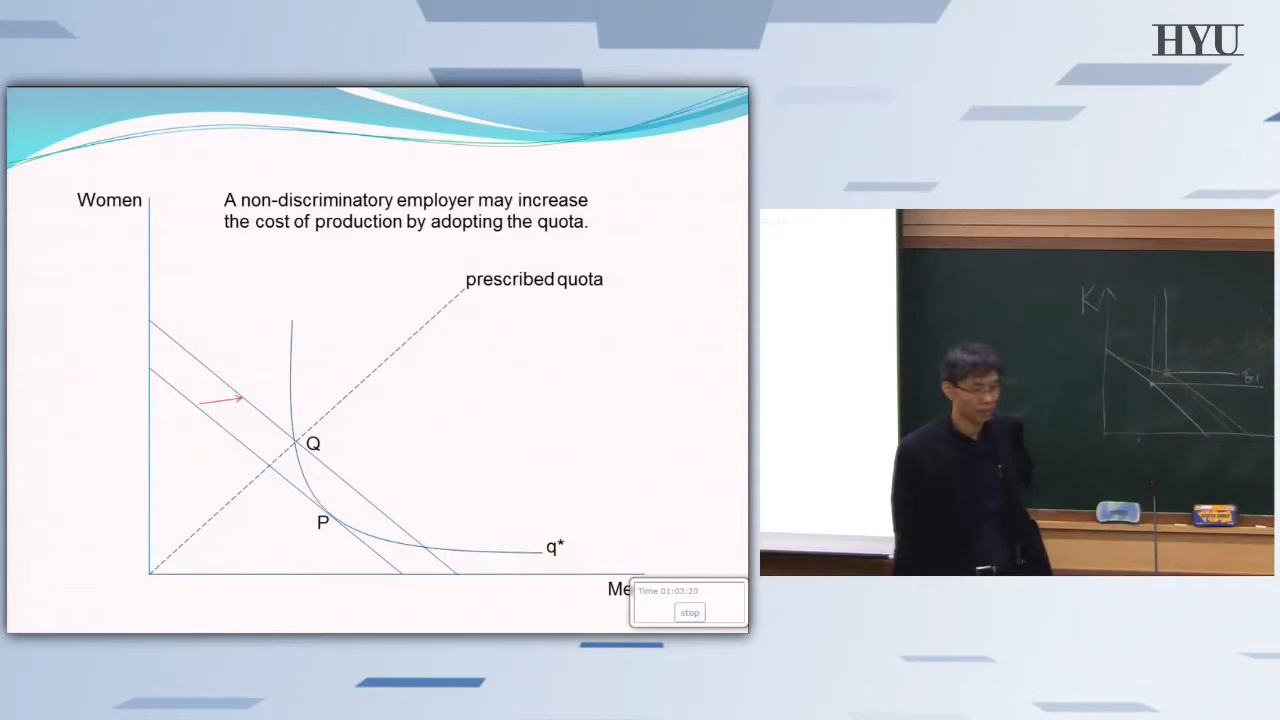 HYU
Women
A non-discriminatory employer may increase
the cost of production by adopting the quota.
prescribed quota
Q
P
q*
Me
Time 01:03:20
stop
K